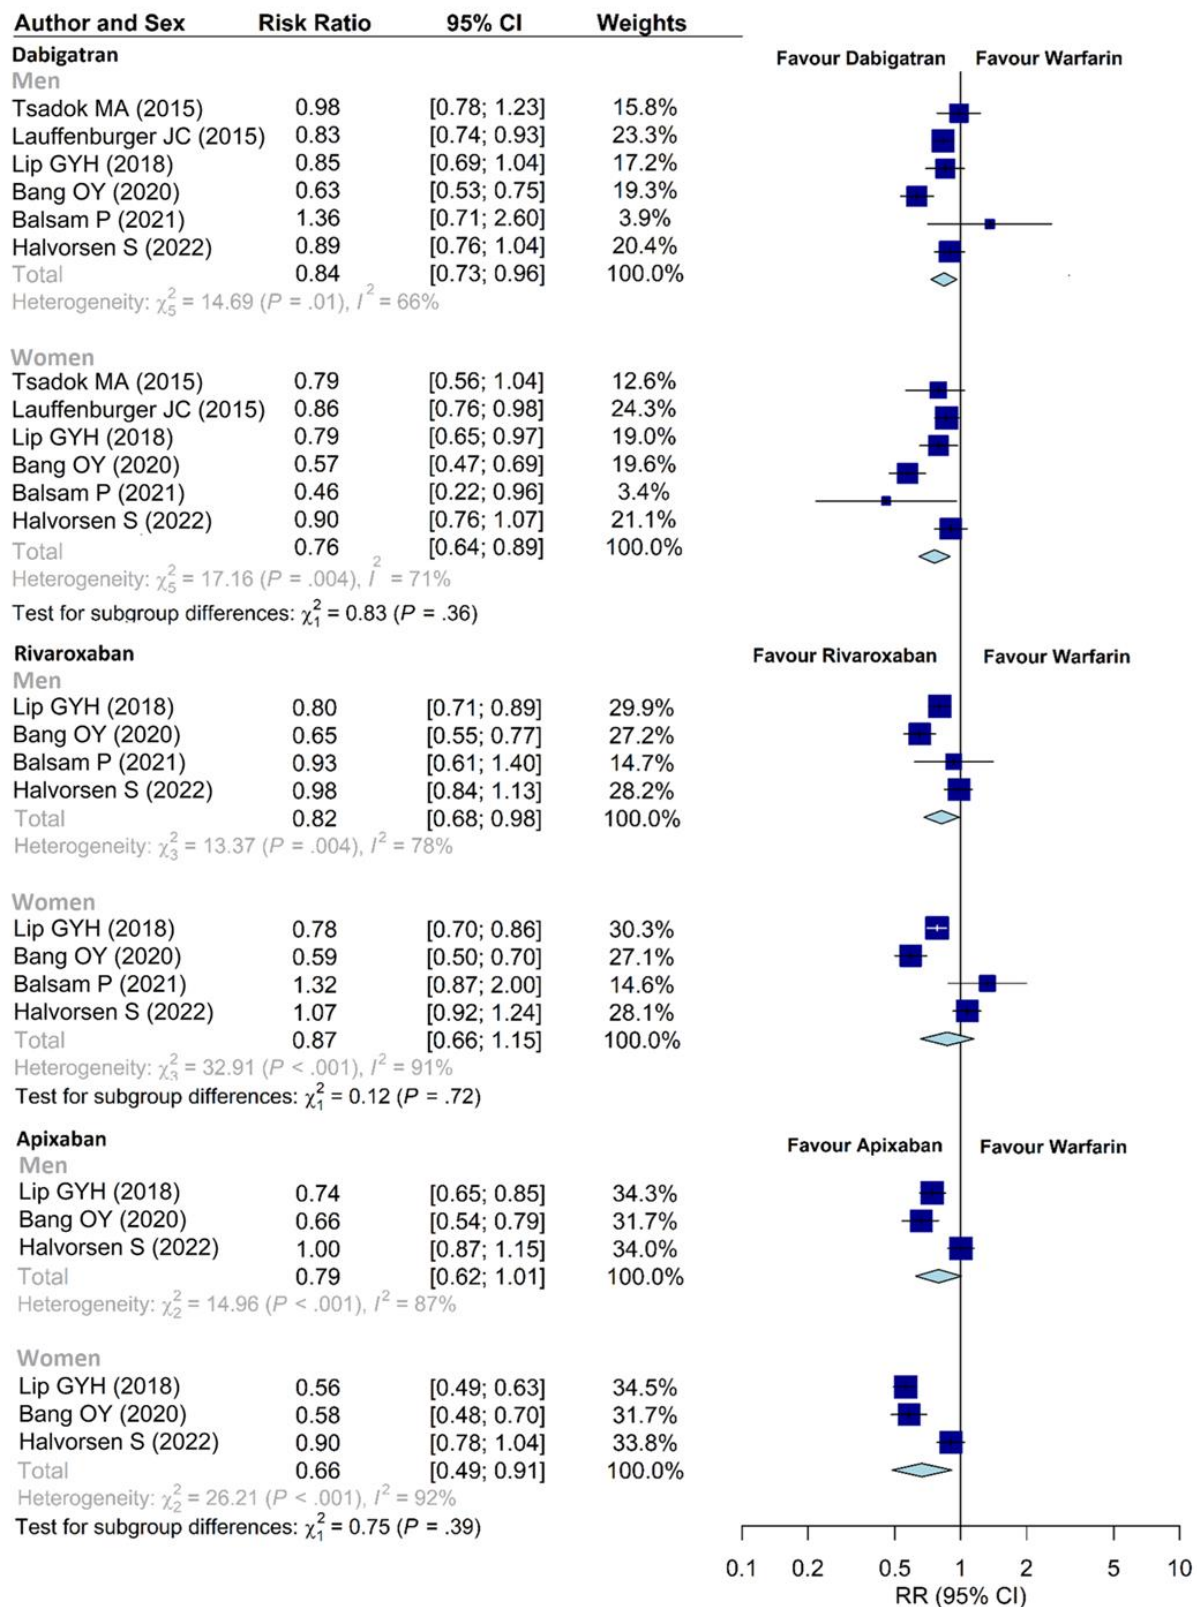 Author and Sex Risk Ratio 95% CI Weights
Dabigatran Favour Dabigatran Favour Warfarin
Men
Tsadok MA (2015) 0.98 [0.78; 1.23] 15.8%
Lauffenburger JC (2015) 0.83 [0.74; 0.93] 23.3%
Lip GYH (2018) 0.85 [0.69; 1.04] 17.2%
Bang OY (2020) 0.63 [0.53; 0.75] 19.3%
Balsam P (2021) 1.36 [0.71; 2.60] 3.9%
Halvorsen S (2022) 0.89 [0.76; 1.04] 20.4%
Total 0.84 [0.73; 0.96] 100.0%
Heterogeneity: χ²₅ = 14.69 (P = .01), I² = 66%
Women
Tsadok MA (2015) 0.79 [0.56; 1.04] 12.6%
Lauffenburger JC (2015) 0.86 [0.76; 0.98] 24.3%
Lip GYH (2018) 0.79 [0.65; 0.97] 19.0%
Bang OY (2020) 0.57 [0.47; 0.69] 19.6%
Balsam P (2021) 0.46 [0.22; 0.96] 3.4%
Halvorsen S (2022) 0.90 [0.76; 1.07] 21.1%
Total 0.76 [0.64; 0.89] 100.0%
Heterogeneity: χ²₅ = 17.16 (P = .004), I² = 71%
Test for subgroup differences: χ²₁ = 0.83 (P = .36)
Rivaroxaban Favour Rivaroxaban Favour Warfarin
Men
Lip GYH (2018) 0.80 [0.71; 0.89] 29.9%
Bang OY (2020) 0.65 [0.55; 0.77] 27.2%
Balsam P (2021) 0.93 [0.61; 1.40] 14.7%
Halvorsen S (2022) 0.98 [0.84; 1.13] 28.2%
Total 0.82 [0.68; 0.98] 100.0%
Heterogeneity: χ²₃ = 13.37 (P = .004), I² = 78%
Women
Lip GYH (2018) 0.78 [0.70; 0.86] 30.3%
Bang OY (2020) 0.59 [0.50; 0.70] 27.1%
Balsam P (2021) 1.32 [0.87; 2.00] 14.6%
Halvorsen S (2022) 1.07 [0.92; 1.24] 28.1%
Total 0.87 [0.66; 1.15] 100.0%
Heterogeneity: χ²₃ = 32.91 (P < .001), I² = 91%
Test for subgroup differences: χ²₁ = 0.12 (P = .72)
Apixaban Favour Apixaban Favour Warfarin
Men
Lip GYH (2018) 0.74 [0.65; 0.85] 34.3%
Bang OY (2020) 0.66 [0.54; 0.79] 31.7%
Halvorsen S (2022) 1.00 [0.87; 1.15] 34.0%
Total 0.79 [0.62; 1.01] 100.0%
Heterogeneity: χ²₂ = 14.96 (P < .001), I² = 87%
Women
Lip GYH (2018) 0.56 [0.49; 0.63] 34.5%
Bang OY (2020) 0.58 [0.48; 0.70] 31.7%
Halvorsen S (2022) 0.90 [0.78; 1.04] 33.8%
Total 0.66 [0.49; 0.91] 100.0%
Heterogeneity: χ²₂ = 26.21 (P < .001), I² = 92%
Test for subgroup differences: χ²₁ = 0.75 (P = .39)
0.1 0.2 0.5 1 2 5 10
RR (95% CI)